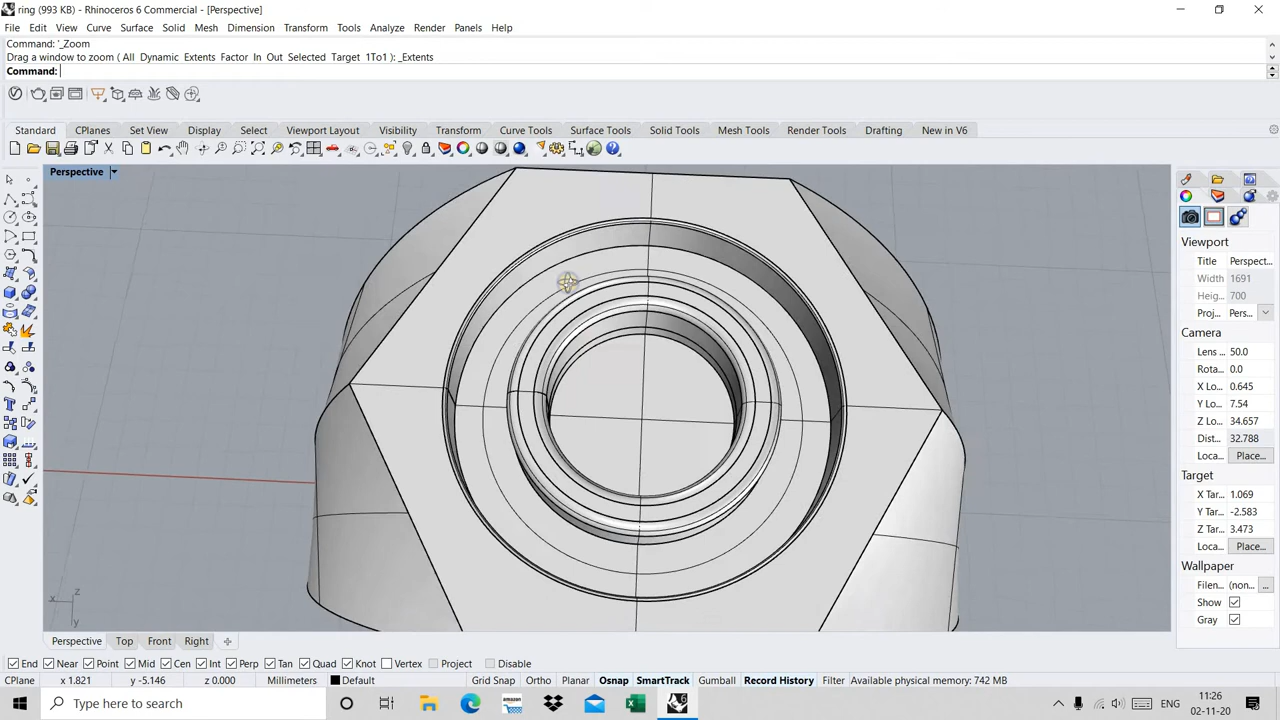 ring (993 KB) - Rhinoceros 6 Commercial - [Perspective]
File Edit View Curve Surface Solid Mesh Dimension Transform Tools Analyze Render Panels Help
Command: '_Zoom
Drag a window to zoom ( All Dynamic Extents Factor In Out Selected Target 1To1 ): _Extents
Command:
Standard CPlanes Set View Display Select Viewport Layout Visibility Transform Curve Tools Surface Tools Solid Tools Mesh Tools Render Tools Drafting New in V6
Perspective
Viewport
Title Perspect...
Width 1691
Heig... 700
Proj... Pers...
Camera
Lens ... 50.0
Rota... 0.0
X Lo... 0.645
Y Lo... 7.54
Z Lo... 34.657
Dist... 32.788
Loca... Place...
Target
X Tar... 1.069
Y Tar... -2.583
Z Tar... 3.473
Loca... Place...
Wallpaper
Filen... (non...
Show
Gray
x z y
Perspective Top Front Right
End Near Point Mid Cen Int Perp Tan Quad Knot Vertex Project Disable
CPlane x 1.821 y -5.146 z 0.000 Millimeters Default Grid Snap Ortho Planar Osnap SmartTrack Gumball Record History Filter Available physical memory: 742 MB
Type here to search
amazon
ENG
11:26
02-11-20